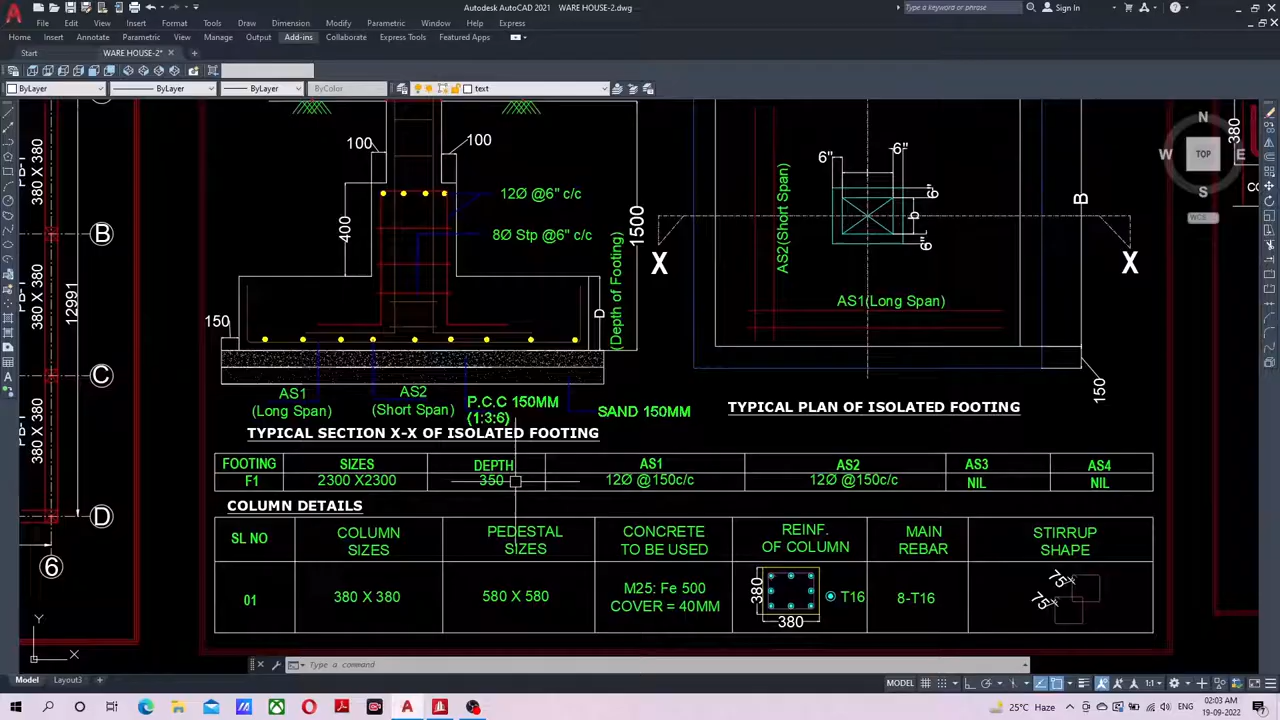 Autodesk AutoCAD 2021 WARE HOUSE-2.dwg
Type a keyword or phrase
Sign In
File Edit View Insert Format Tools Draw Dimension Modify Parametric Window Help Express
Home Insert Annotate Parametric View Manage Output Add-ins Collaborate Express Tools Featured Apps
Start WARE HOUSE-2*
ByLayer ByLayer ByLayer ByColor text
N
W TOP E
S
WCS
380 X 380
B
380 X 380
12991
C
380 X 380
D
6
100 100
400
12Ø @6" c/c
8Ø Stp @6" c/c
1500
(Depth of Footing)
D
150
AS1
(Long Span)
AS2
(Short Span)
P.C.C 150MM
(1:3:6)
SAND 150MM
TYPICAL SECTION X-X OF ISOLATED FOOTING
6" 6"
6"
b
6"
AS2(Short Span)
X X
B
AS1(Long Span)
150
TYPICAL PLAN OF ISOLATED FOOTING
380
FOOTING SIZES DEPTH AS1 AS2 AS3 AS4
F1 2300 X2300 350 12Ø @150c/c 12Ø @150c/c NIL NIL
COLUMN DETAILS
SL NO COLUMN SIZES PEDESTAL SIZES CONCRETE TO BE USED REINF. OF COLUMN MAIN REBAR STIRRUP SHAPE
01 380 X 380 580 X 580 M25: Fe 500 COVER = 40MM 380 380 T16 8-T16 75 75
Y
X
Type a command
Model Layout3 +
MODEL 1:1
25°C Haze
02:03 AM
19-09-2022